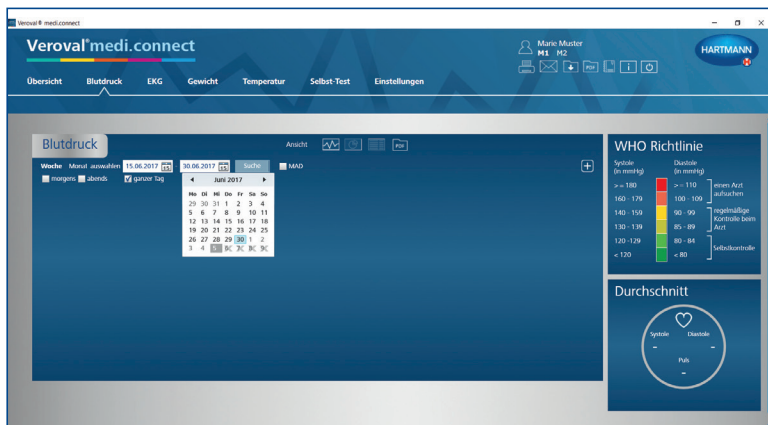 Veroval® medi.connect
Veroval® medi.connect
Marie Muster
M1 M2
HARTMANN
PDF
Übersicht Blutdruck EKG Gewicht Temperatur Selbst-Test Einstellungen
Blutdruck
Ansicht
PDF
Woche Monat auswählen 15.06.2017 15 30.06.2017 15 Suche MAD
morgens abends ganzer Tag
Juni 2017
Mo Di Mi Do Fr Sa So
29 30 31 1 2 3 4
5 6 7 8 9 10 11
12 13 14 15 16 17 18
19 20 21 22 23 24 25
26 27 28 29 30 1 2
3 4 5
WHO Richtlinie
Systole Diastole
(in mmHg) (in mmHg)
>= 180 >= 110 einen Arzt
aufsuchen
160 - 179 100 - 109
140 - 159 90 - 99 regelmäßige
Kontrolle beim
130 - 139 85 - 89 Arzt
120 -129 80 - 84
Selbstkontrolle
< 120 < 80
Durchschnitt
Systole Diastole
- -
Puls
-